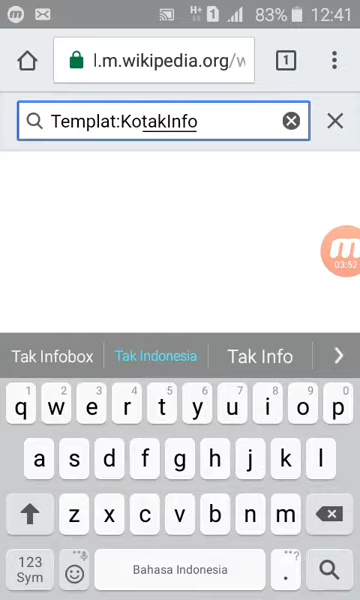 H+ 1 83% 12:41
l.m.wikipedia.org/w 1
Templat:KotakInfo
03:52
Tak Infobox Tak Indonesia Tak Info
1 2 3 4 5 6 7 8 9 0
q w e r t y u i o p
a s d f g h j k l
z x c v b n m
123 Bahasa Indonesia . ?
Sym